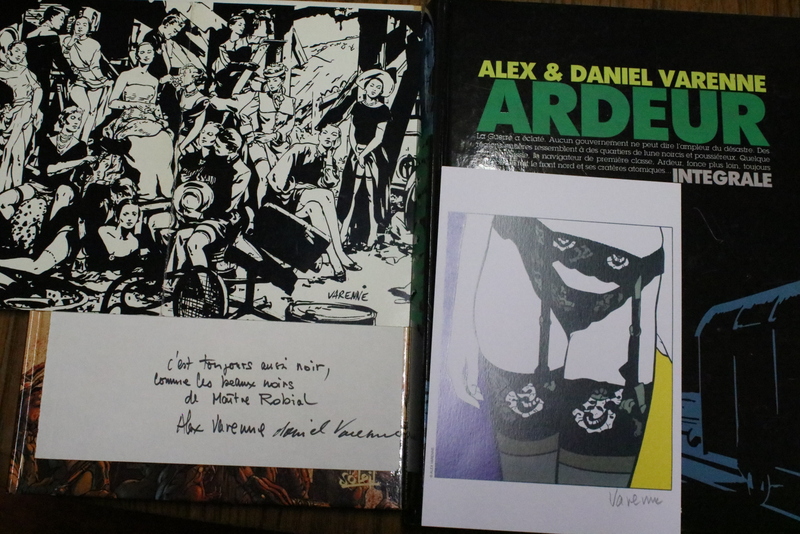 VARENNE
c'est toujours aussi noir,
comme les beaux noirs
de Maître Robial
Alex Varenne Daniel Varenne
SOLEIL
ALEX & DANIEL VARENNE
ARDEUR
La Guerre a éclaté. Aucun gouvernement ne peut dire l'ampleur du désastre. Des
ressemblent à des quartiers de lune noircis et poussiéreux. Quelque
le navigateur de première classe. Ardeur, fonce plus loin, toujours
le front nord et ses cratères atomiques...
INTÉGRALE
Varenne